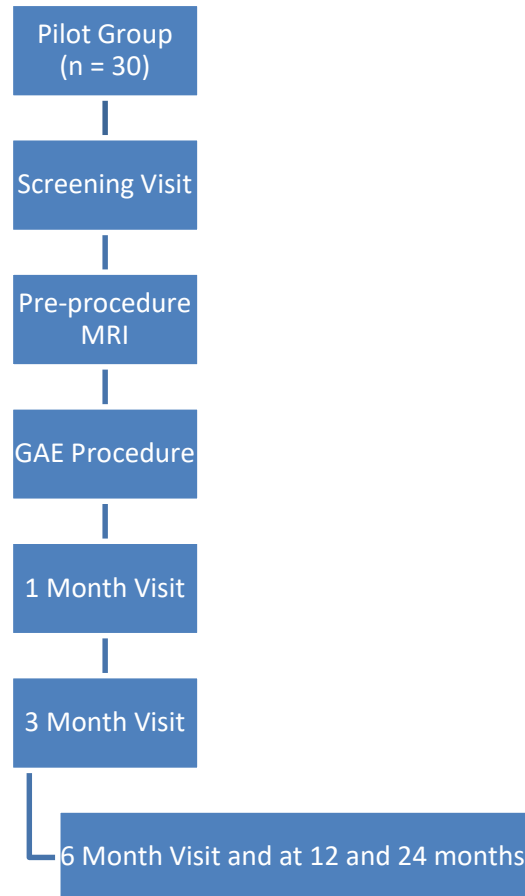 Pilot Group
(n = 30)
Screening Visit
Pre-procedure
MRI
GAE Procedure
1 Month Visit
3 Month Visit
6 Month Visit and at 12 and 24 months